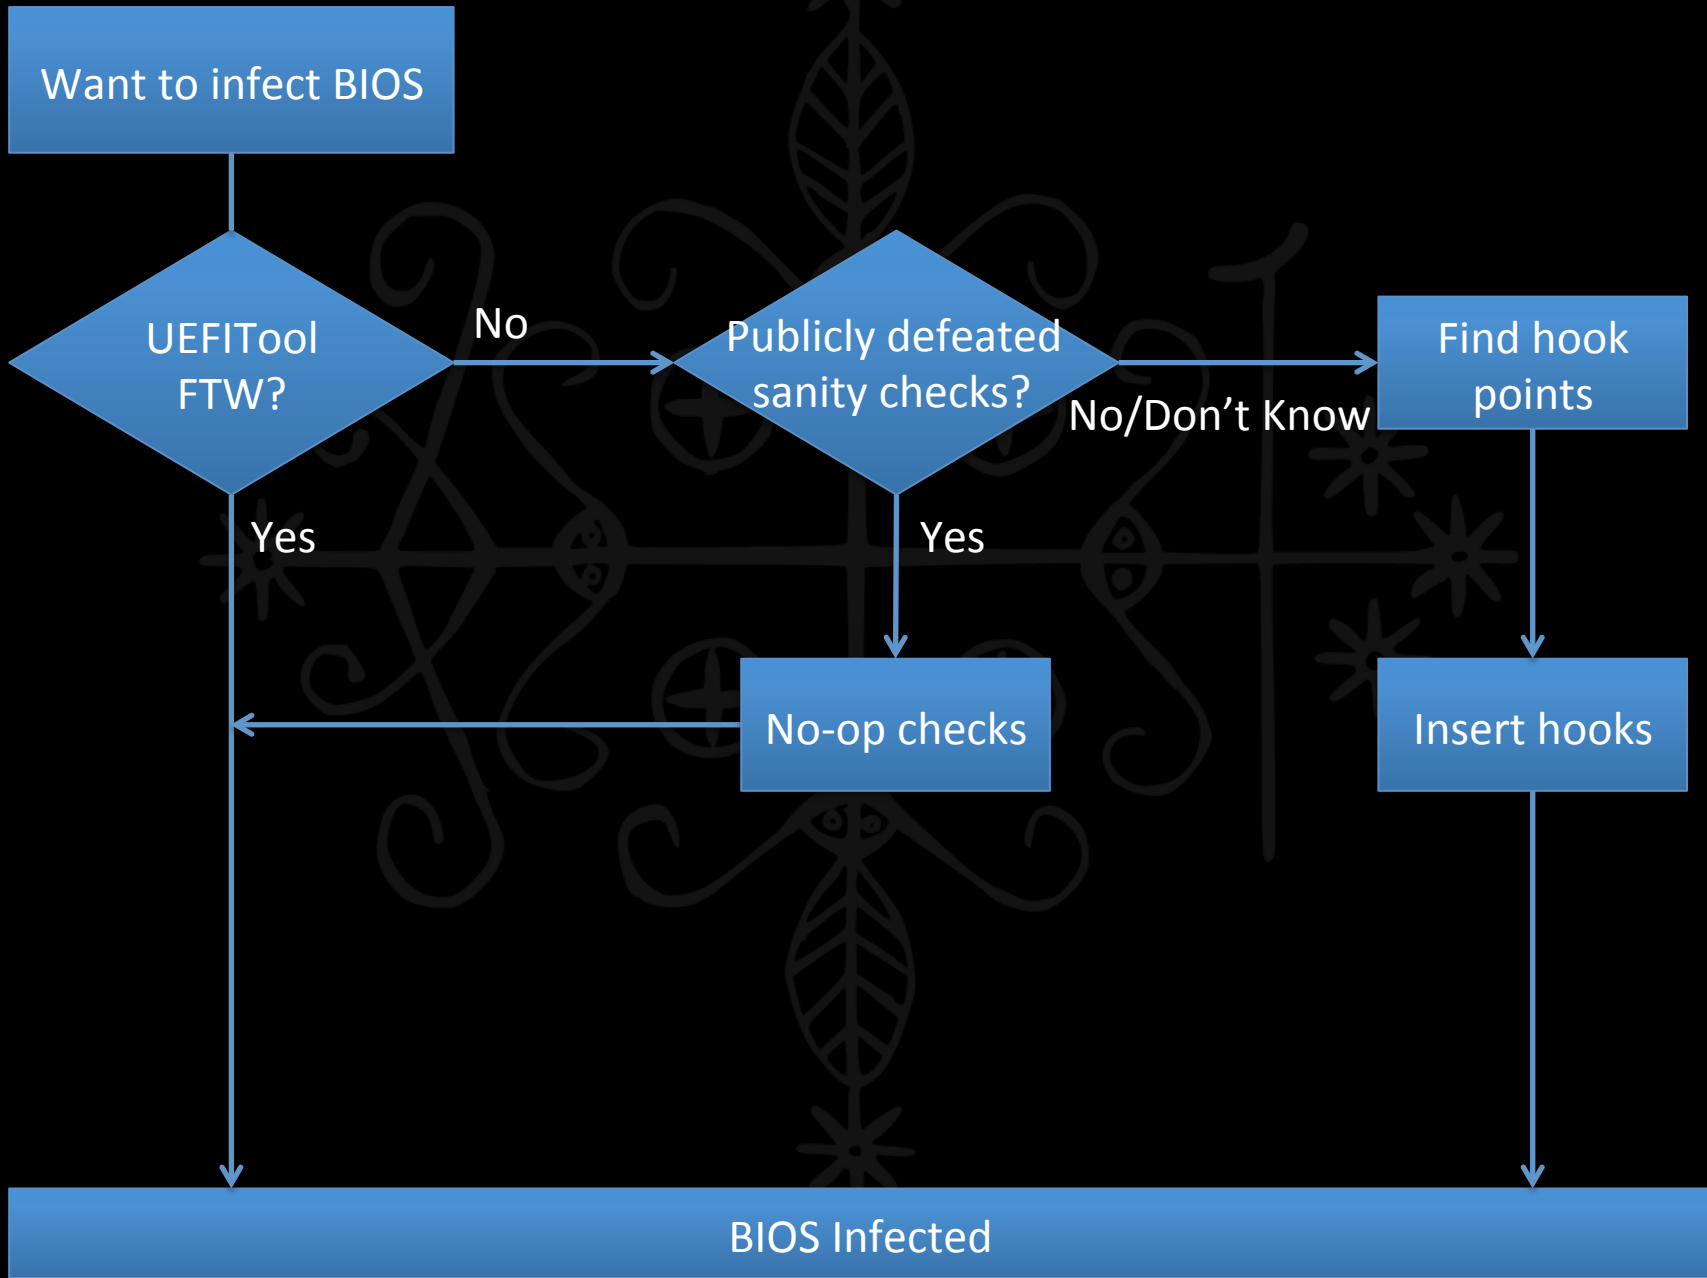 Want to infect BIOS
UEFITool
FTW?
No
Publicly defeated
sanity checks?
No/Don’t Know
Find hook
points
Yes
Yes
No-op checks
Insert hooks
BIOS Infected